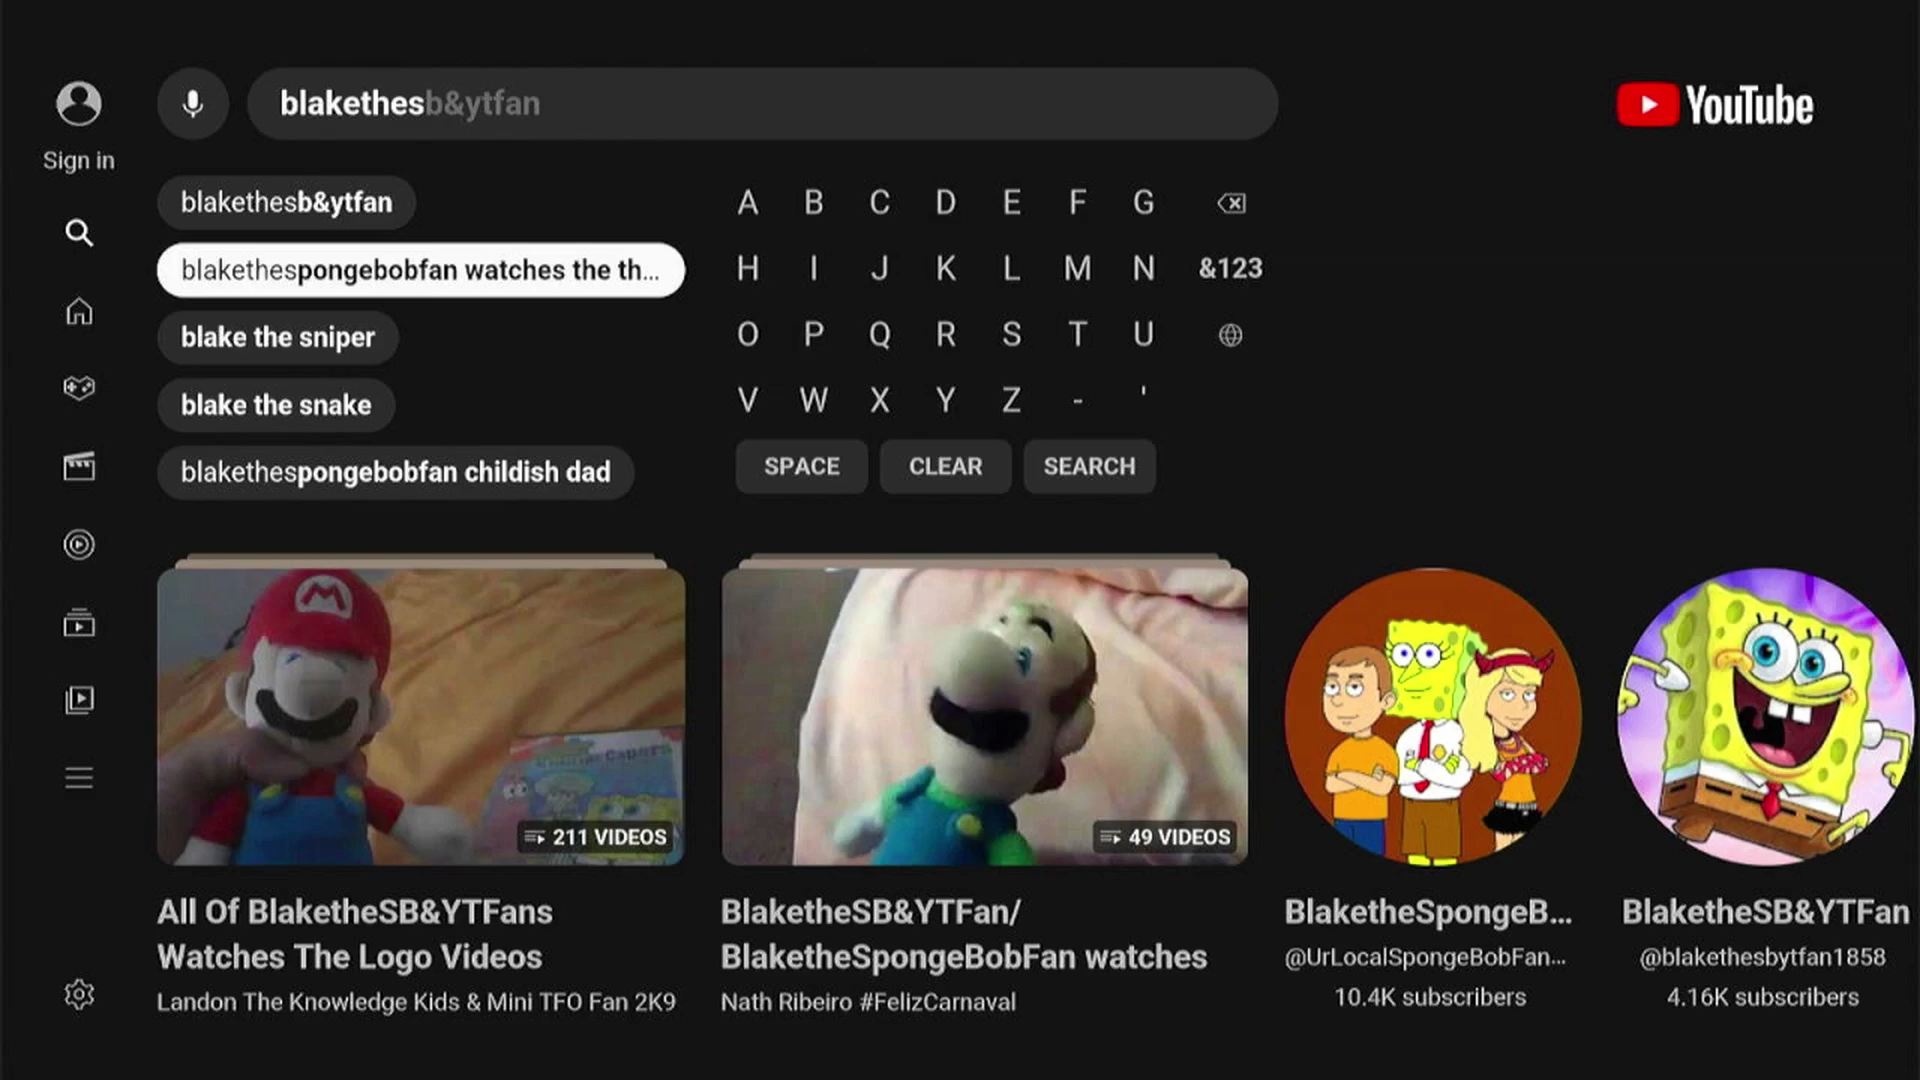 blakethesb&ytfan
YouTube
Sign in
blakethesb&ytfan
blakethespongebobfan watches the th...
blake the sniper
blake the snake
blakethespongebobfan childish dad
A B C D E F G
H I J K L M N &123
O P Q R S T U
V W X Y Z - '
SPACE CLEAR SEARCH
M
211 VIDEOS
49 VIDEOS
All Of BlaketheSB&YTFans
Watches The Logo Videos
Landon The Knowledge Kids & Mini TFO Fan 2K9
BlaketheSB&YTFan/
BlaketheSpongeBobFan watches
Nath Ribeiro #FelizCarnaval
BlaketheSpongeB...
@UrLocalSpongeBobFan...
10.4K subscribers
BlaketheSB&YTFan
@blakethesbytfan1858
4.16K subscribers